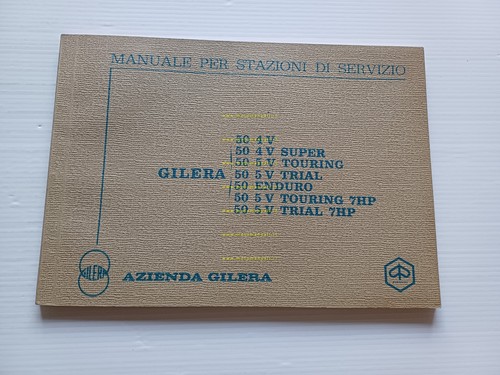 MANUALE PER STAZIONI DI SERVIZIO
50 4 V
50 4 V SUPER
50 5 V TOURING
GILERA 50 5 V TRIAL
50 ENDURO
50 5 V TOURING 7HP
50 5 V TRIAL 7HP
GILERA AZIENDA GILERA